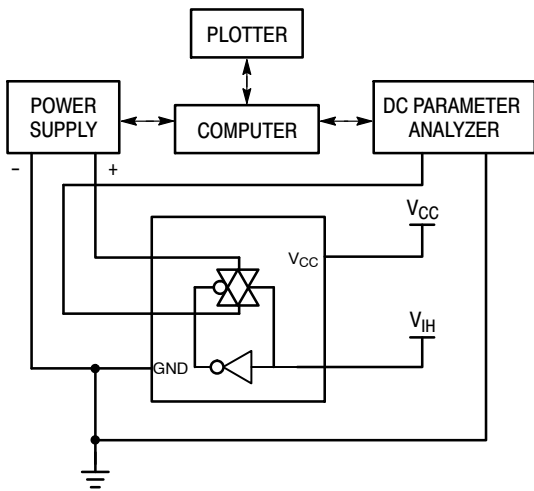 PLOTTER
POWER
SUPPLY
COMPUTER
DC PARAMETER
ANALYZER
-
+
VCC
VCC
VIH
GND